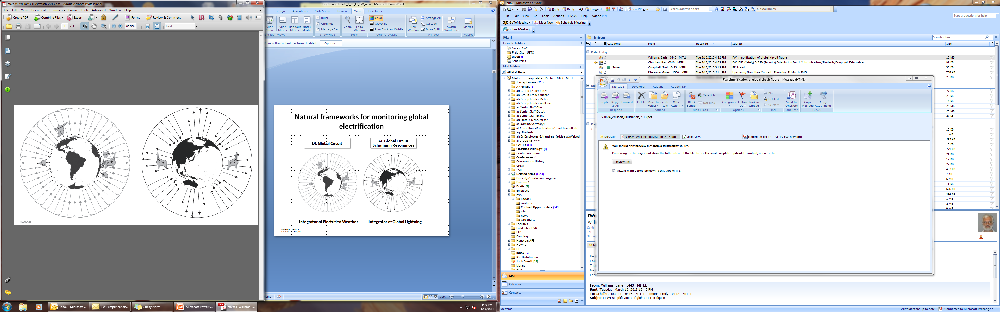 500684_Williams_illustration_2013.pdf - Adobe Acrobat Professional
File Edit View Document Comments Forms Tools Advanced Window Help
Create PDF Combine Files Export Forms Review & Comment
1 / 1 85.8% Find
500684.ai
LightningClimate_1_31_13_EW_new - Microsoft PowerPoint
Design Animations Slide Show Review View Developer
Slide Show
Slide Master
Handout Master
Notes Master
Ruler
Gridlines
Message Bar
Zoom
Fit to Window
Color
Grayscale
Pure Black and White
New Window
Arrange All
Cascade
Move Split
Switch Windows
Macros
Show/Hide Zoom Color/Grayscale Window Macros
Options...
Natural frameworks for monitoring global
electrification
DC Global Circuit
AC Global Circuit
Schumann Resonances
Integrator of Electrified Weather
Integrator of Global Lightning
70%
Inbox - Microsoft Outlook
New Reply Reply to All Forward Send/Receive Search address books outlook:Inbox
File Edit View Go Tools Actions L.I.S.A. Help Adobe PDF
Type a question for help
GoToMeeting Meet Now Schedule Meeting
Online Meeting
Mail
Favorite Folders
Unread Mail
Field Site - USTC
Inbox (5)
Sent Items
Mail Folders
All Mail Items
Mailbox - Theophelakes, Kirsten - 0443 - MITLL
1 acceptancess (281)
A+ emails (3)
ab Group Leader Jones
ab Group Leader Kuchar
ab Group Leader Mehta
ab Group Leader Wolfson
ac Senior Staff Cho
ac Senior Staff Ducot
ac Senior Staff Evans
ad Staff & Technical etc
ae Admins/Secretarys
af Consultants/Contractors & part time offsite
ag Students
ah Ex-Employees & transfers (advise WxWebAd
ai Group 45 *****
CAC ID (14)
Classified Visit Rqst (1)
Conference Room
Conferences (1)
Conversation History
CRDA
CSR
Deleted Items (1654)
Diversity & Inclusion Program
Division 4
Drafts [2]
Employee
FAA
Badges
contacts
Contract Opportunities (549)
misc
news
Org charts
Facilities
Field Site - USTC
FTP
Funding
Hanscom AFB
How to
HR
Inbox (5)
IOE Distribution
Junk E-mail [22]
Library
Mail
Calendar
Contacts
76 Items
Inbox
Search Inbox
Categories From Received Subject Size
Date: Today
Williams, Earle - 0443 - MITLL Tue 3/12/2013 4:22 PM FW: simplification of global circuit figure 13 MB
Chu, Jennifer - 0010 - MITLL Tue 3/12/2013 4:05 PM FW: EHS (Safety) & SSD (Security) Orientation for LL Subcontractors/Students/Coops/All Externals etc. 91 KB
Travel Campbell, Scot - 0443 - MITLL Tue 3/12/2013 3:15 PM RE: travel 30 KB
Rheaume, Gwen - 1300 - MITLL Tue 3/12/2013 2:11 PM Upcoming Noontime Concert - Thursday, 21 March 2013 738 KB
29 KB
27 KB
28 KB
14 KB
25 MB
23 MB
27 KB
15 KB
1 MB
295 KB
18 KB
721 KB
21 KB
17 KB
27 KB
463 KB
7 KB
6 MB
11 KB
626 KB
463 KB
1 MB
2 MB
9 MB
FW: simplification of global circuit figure - Message (HTML)
Message Developer Add-Ins Adobe PDF
Reply
Reply to All
Forward
Delete
Move to Folder
Create Rule
Other Actions
Block Sender
Safe Lists
Not Junk
Categorize
Follow Up
Mark as Unread
Find
Related
Select
Send to OneNote
Copy Message
Copy Attachments
Respond Actions Junk E-mail Options Find OneNote L.I.S.A.
500684_Williams_illustration_2013.pdf
Message 500684_Williams_illustration_2013.pdf smime.p7s LightningClimate_1_31_13_EW_new.pptx
You should only preview files from a trustworthy source.
Previewing the file might not show the full content of the file. To see the most complete, up-to-date content, open the file.
Preview file
Always warn before previewing this type of file.
From: Williams, Earle - 0443 - MITLL
Sent: Tuesday, March 12, 2013 12:46 PM
To: Schiffer, Heather - 0446 - MITLL; Simons, Emily - 0442 - MITLL
Subject: FW: simplification of global circuit figure
All folders are up to date. Connected to Microsoft Exchange
Inbox - Microsoft ... FW: simplification... Sticky Notes Microsoft PowerP... 500684_Williams_i...
4:35 PM
3/12/2013